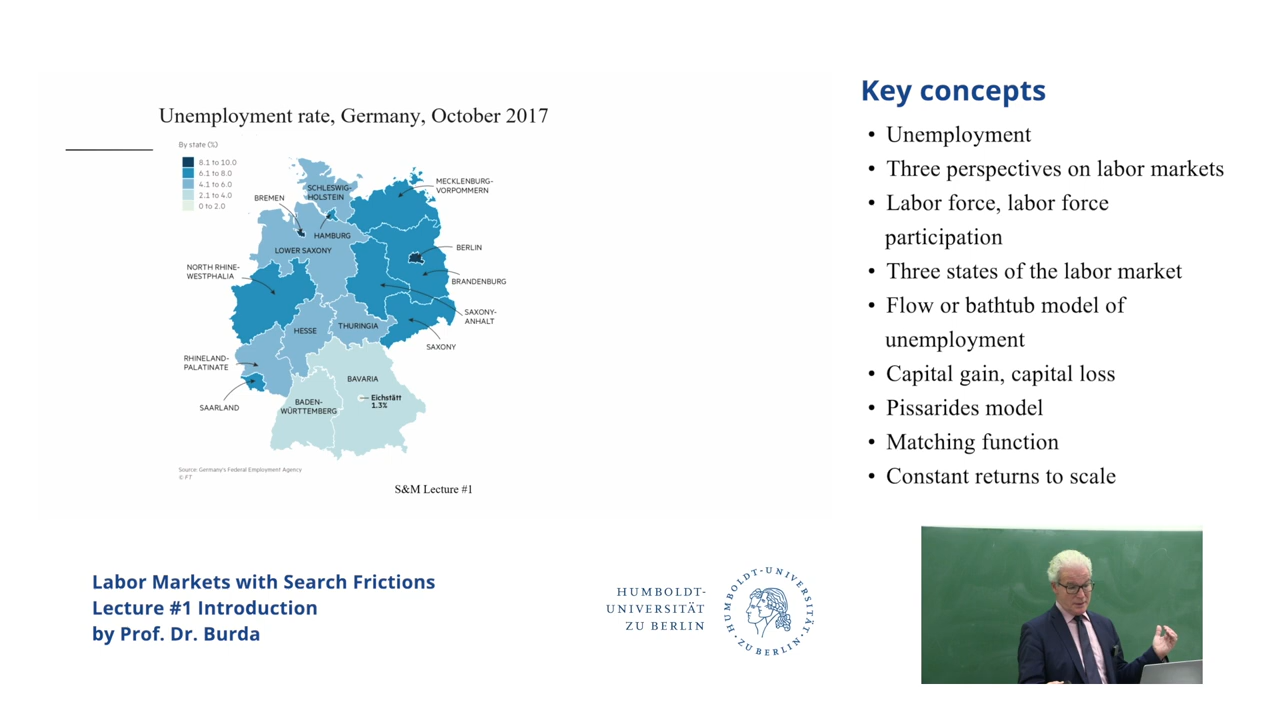 Unemployment rate, Germany, October 2017
By state (%)
8.1 to 10.0
6.1 to 8.0
4.1 to 6.0
2.1 to 4.0
0 to 2.0
SCHLESWIG-
HOLSTEIN
MECKLENBURG-
VORPOMMERN
BREMEN
HAMBURG
LOWER SAXONY
BERLIN
NORTH RHINE-
WESTPHALIA
BRANDENBURG
SAXONY-
ANHALT
HESSE
THURINGIA
SAXONY
RHINELAND-
PALATINATE
SAARLAND
BAVARIA
Eichstätt
1.3%
BADEN-
WÜRTTEMBERG
Source: Germany's Federal Employment Agency
© FT
S&M Lecture #1
Key concepts
• Unemployment
• Three perspectives on labor markets
• Labor force, labor force
participation
• Three states of the labor market
• Flow or bathtub model of
unemployment
• Capital gain, capital loss
• Pissarides model
• Matching function
• Constant returns to scale
Labor Markets with Search Frictions
Lecture #1 Introduction
by Prof. Dr. Burda
HUMBOLDT-
UNIVERSITÄT
ZU BERLIN
HUMBOLDT-UNIVERSITÄT
ZU BERLIN